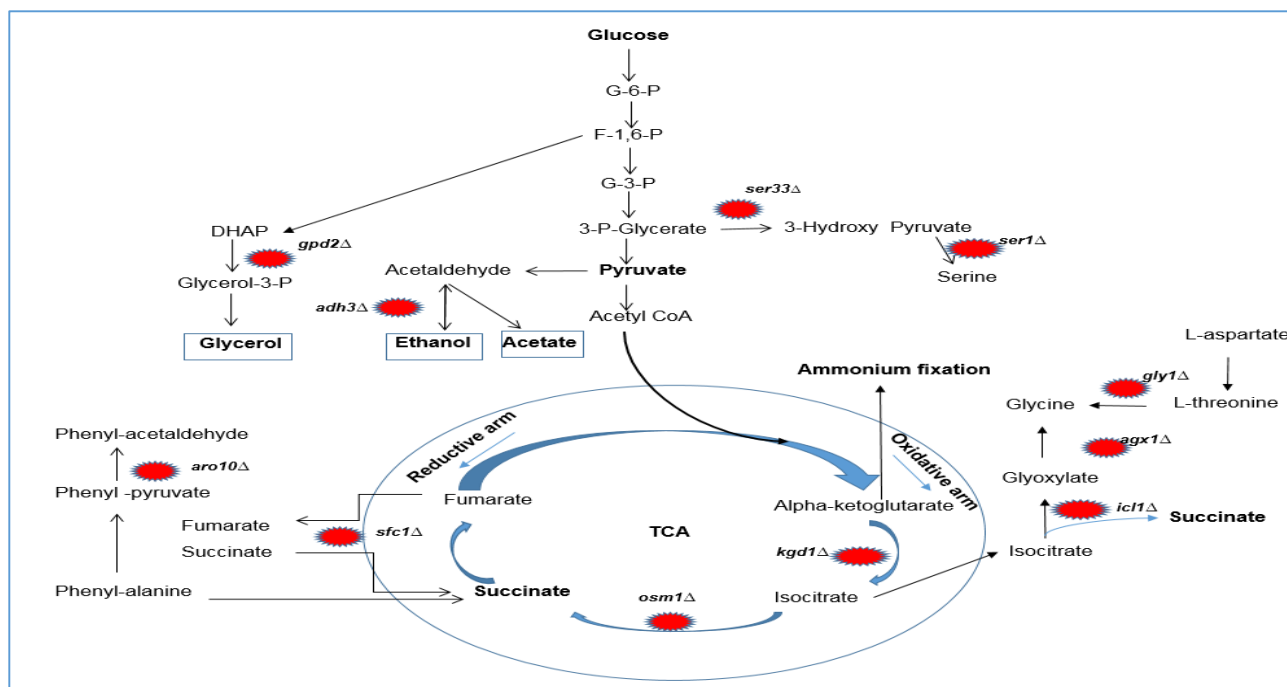 Glucose
G-6-P
F-1,6-P
G-3-P
ser33Δ
3-P-Glycerate
3-Hydroxy Pyruvate
ser1Δ
Serine
DHAP
gpd2Δ
Glycerol-3-P
Glycerol
Acetaldehyde
Pyruvate
adh3Δ
Acetyl CoA
Ethanol
Acetate
L-aspartate
Ammonium fixation
gly1Δ
Glycine
L-threonine
agx1Δ
Glyoxylate
icl1Δ
Succinate
Isocitrate
Phenyl-acetaldehyde
aro10Δ
Phenyl -pyruvate
Fumarate
Succinate
sfc1Δ
Phenyl-alanine
Reductive arm
Oxidative arm
Fumarate
Alpha-ketoglutarate
TCA
kgd1Δ
Succinate
osm1Δ
Isocitrate